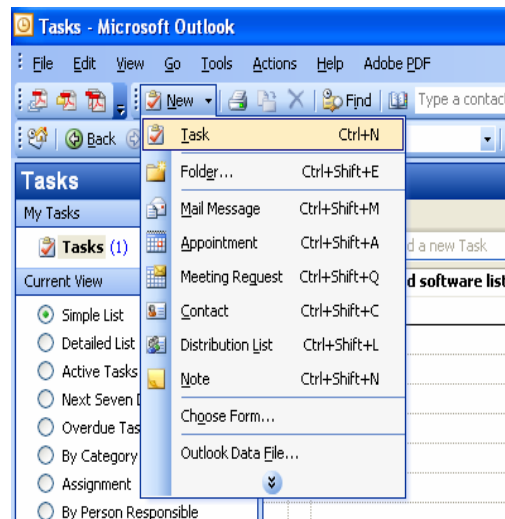 Tasks - Microsoft Outlook
File Edit View Go Tools Actions Help Adobe PDF
New Find Type a contac
Back
Task Ctrl+N
Tasks
Folder... Ctrl+Shift+E
My Tasks
Mail Message Ctrl+Shift+M
Tasks (1)
Appointment Ctrl+Shift+A
d a new Task
Current View
Meeting Request Ctrl+Shift+Q
d software list
Simple List
Contact Ctrl+Shift+C
Detailed List
Distribution List Ctrl+Shift+L
Active Tasks
Note Ctrl+Shift+N
Next Seven D
Choose Form...
Overdue Tas
By Category
Outlook Data File...
Assignment
By Person Responsible